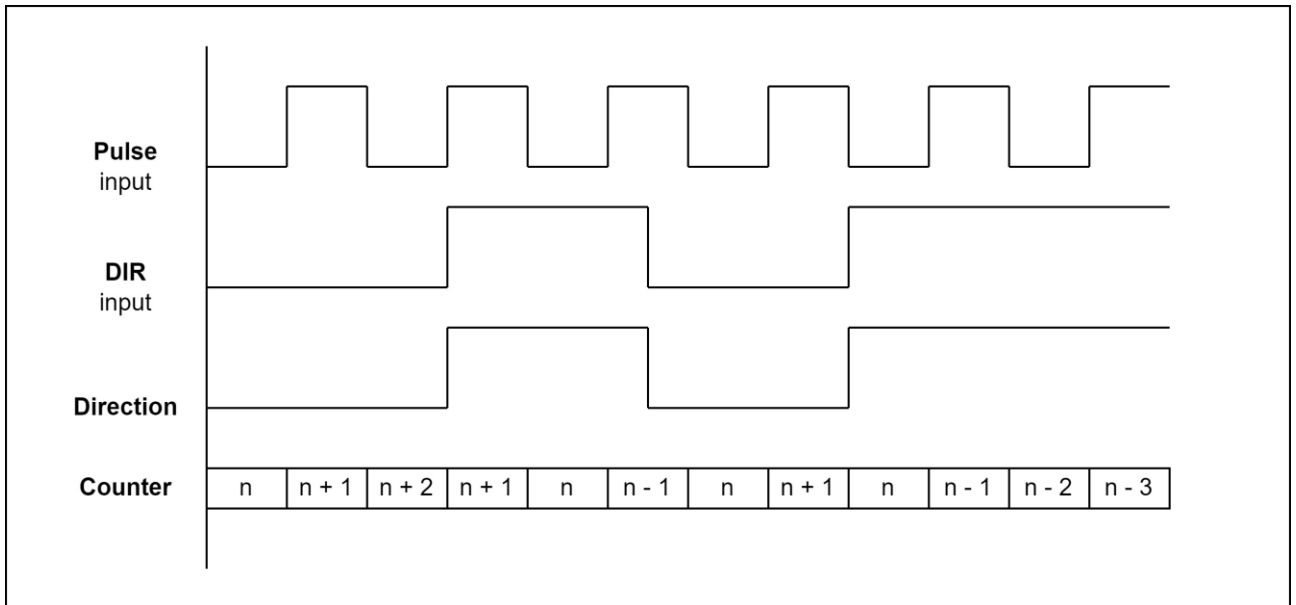 Pulse
input
DIR
input
Direction
Counter n n + 1 n + 2 n + 1 n n - 1 n n + 1 n n - 1 n - 2 n - 3